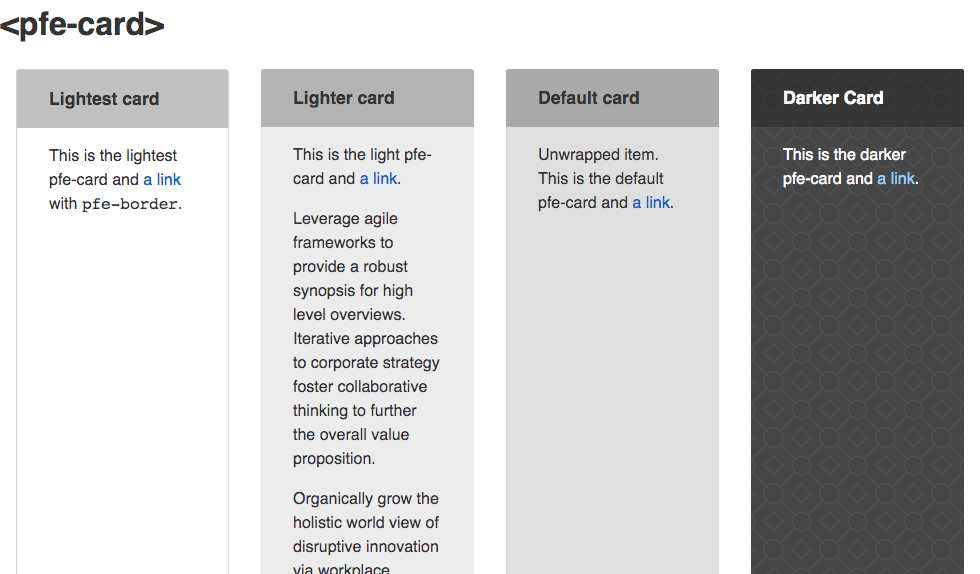 <pfe-card>
Lightest card
This is the lightest
pfe-card and a link
with pfe-border.
Lighter card
This is the light pfe-
card and a link.
Leverage agile
frameworks to
provide a robust
synopsis for high
level overviews.
Iterative approaches
to corporate strategy
foster collaborative
thinking to further
the overall value
proposition.
Organically grow the
holistic world view of
disruptive innovation
via workplace
Default card
Unwrapped item.
This is the default
pfe-card and a link.
Darker Card
This is the darker
pfe-card and a link.